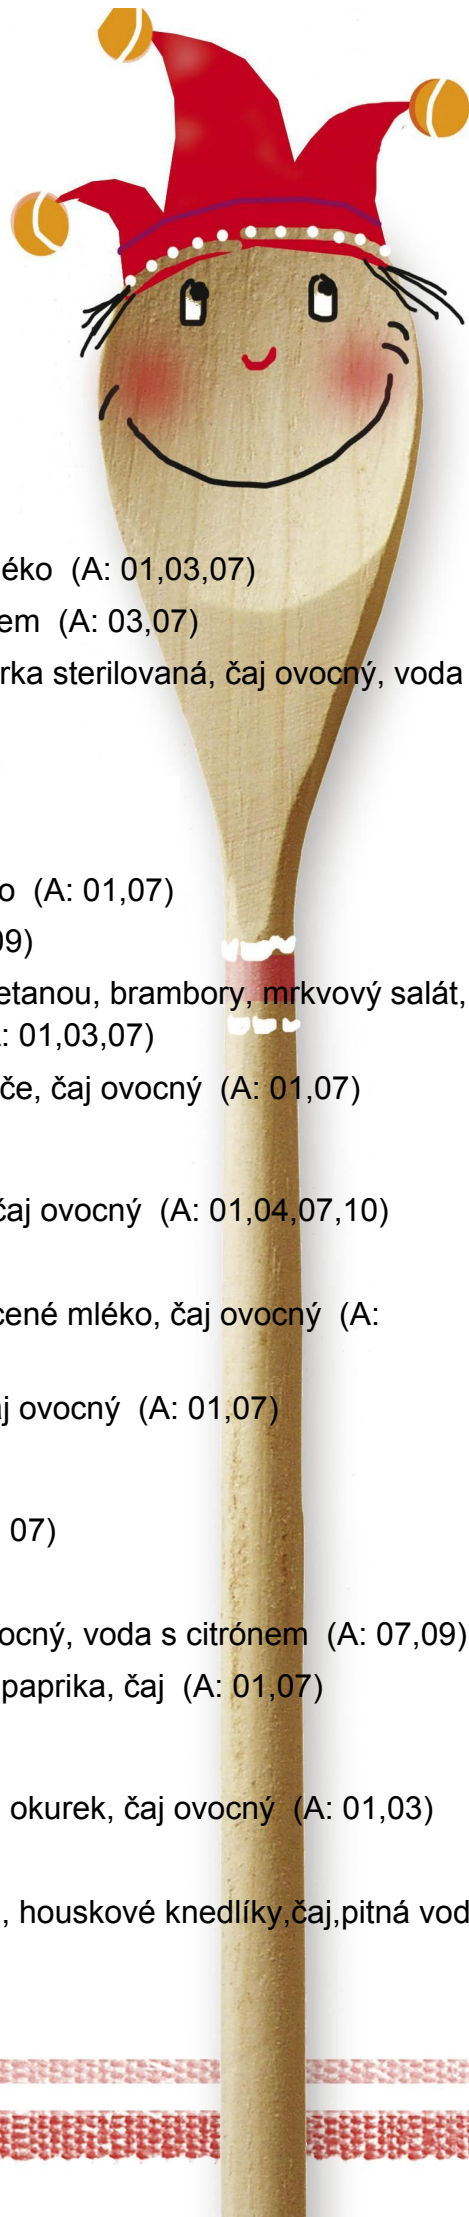 éko (A: 01,03,07)
em (A: 03,07)
rka sterilovaná, čaj ovocný, voda
o (A: 01,07)
09)
etanou, brambory, mrkvový salát,
: 01,03,07)
če, čaj ovocný (A: 01,07)
čaj ovocný (A: 01,04,07,10)
cené mléko, čaj ovocný (A:
aj ovocný (A: 01,07)
07)
ocný, voda s citrónem (A: 07,09)
paprika, čaj (A: 01,07)
okurek, čaj ovocný (A: 01,03)
, houskové knedlíky,čaj,pitná vod